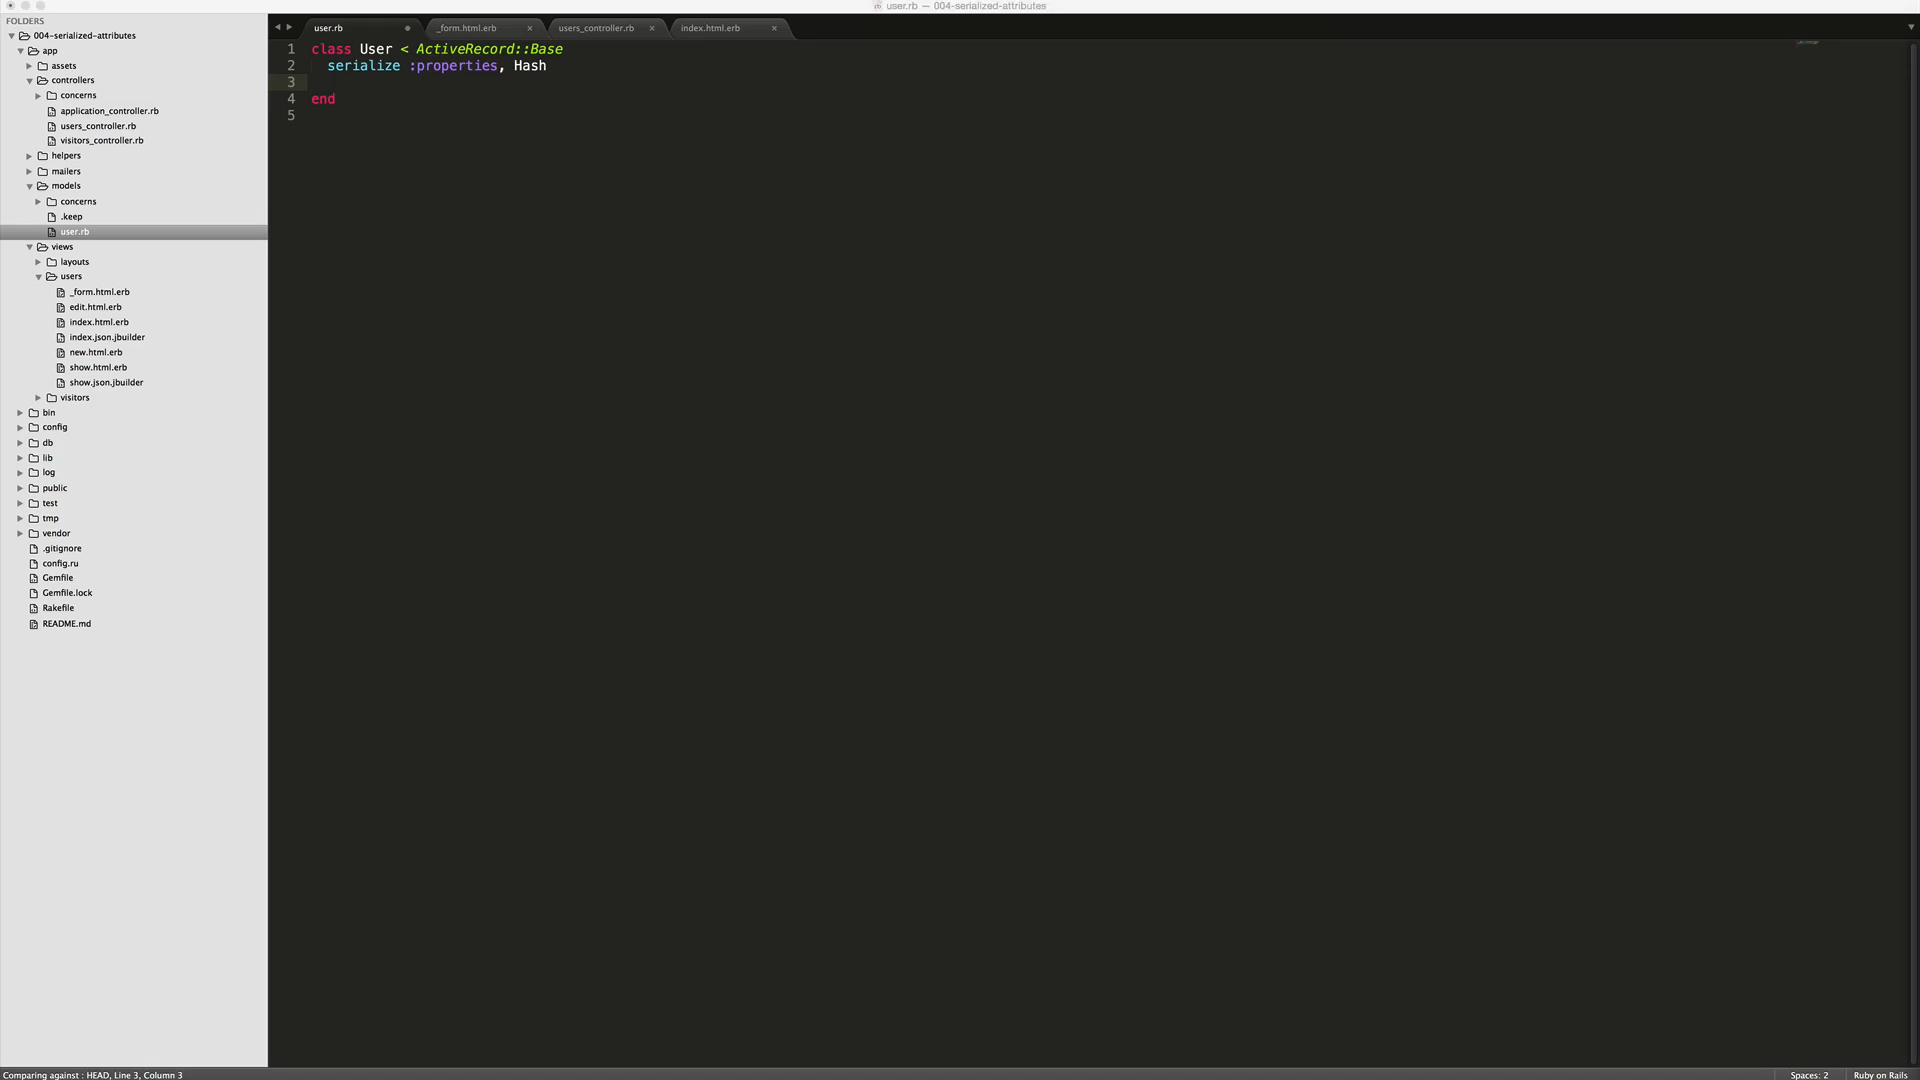 user.rb — 004-serialized-attributes
FOLDERS
004-serialized-attributes
app
assets
controllers
concerns
application_controller.rb
users_controller.rb
visitors_controller.rb
helpers
mailers
models
concerns
.keep
user.rb
views
layouts
users
_form.html.erb
edit.html.erb
index.html.erb
index.json.jbuilder
new.html.erb
show.html.erb
show.json.jbuilder
visitors
bin
config
db
lib
log
public
test
tmp
vendor
.gitignore
config.ru
Gemfile
Gemfile.lock
Rakefile
README.md
user.rb _form.html.erb users_controller.rb index.html.erb
1 class User < ActiveRecord::Base
2 serialize :properties, Hash
3
4 end
5
Comparing against : HEAD, Line 3, Column 3 Spaces: 2 Ruby on Rails